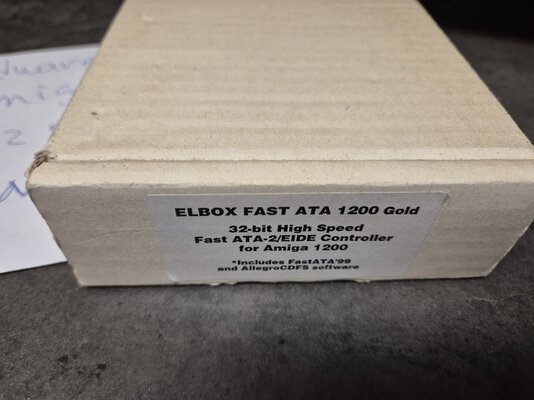 ELBOX FAST ATA 1200 Gold
32-bit High Speed
Fast ATA-2/EIDE Controller
for Amiga 1200
*Includes FastATA'99
and AllegroCDFS software